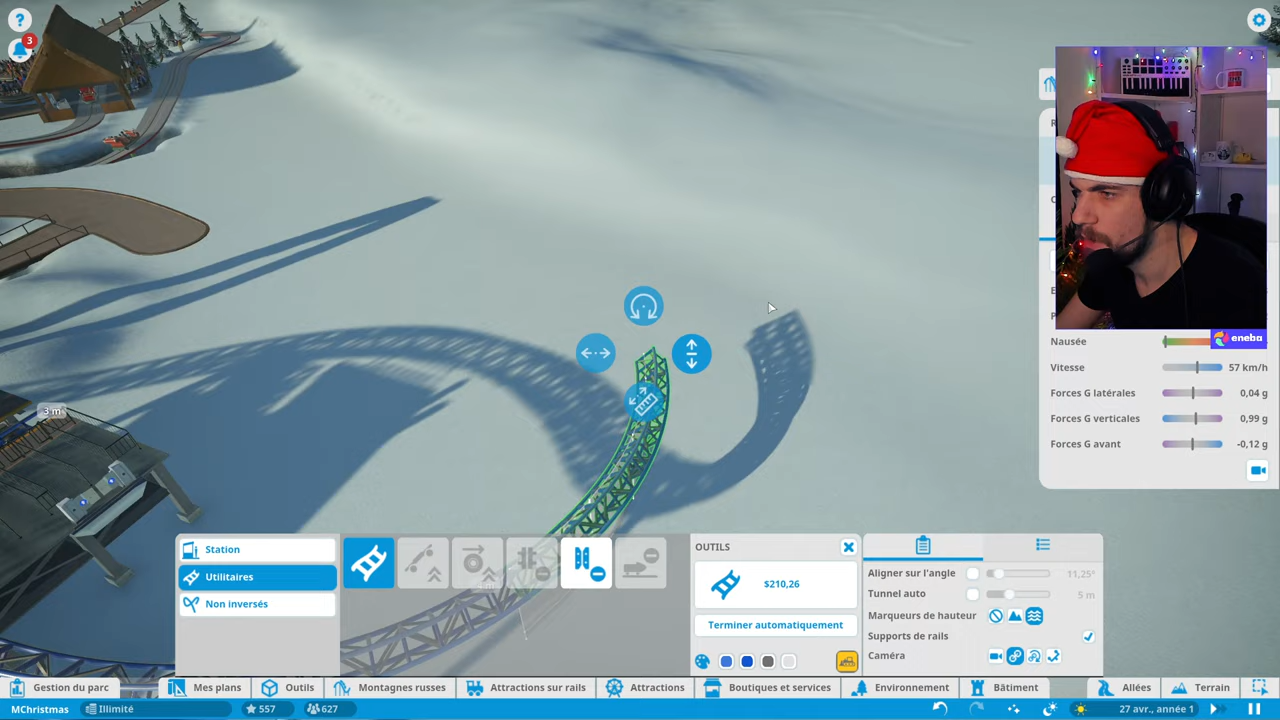 ?
3
3 m
eneba
Nausée
Vitesse 57 km/h
Forces G latérales 0,04 g
Forces G verticales 0,99 g
Forces G avant -0,12 g
Station
Utilitaires
Non inversés
OUTILS
$210,26
Terminer automatiquement
Aligner sur l'angle 11,25°
Tunnel auto 5 m
Marqueurs de hauteur
Supports de rails
Caméra
Gestion du parc
Mes plans
Outils
Montagnes russes
Attractions sur rails
Attractions
Boutiques et services
Environnement
Bâtiment
Allées
Terrain
MChristmas
Illimité
557
627
27 avr., année 1